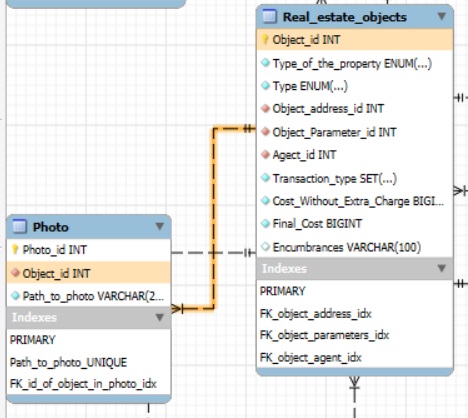 Real_estate_objects
Object_id INT
Type_of_the_property ENUM(...)
Type ENUM(...)
Object_address_id INT
Object_Parameter_id INT
Agent_id INT
Transaction_type SET(...)
Cost_Without_Extra_Charge BIGI...
Final_Cost BIGINT
Encumbrances VARCHAR(100)
Indexes
PRIMARY
FK_object_address_idx
FK_object_parameters_idx
FK_object_agent_idx
Photo
Photo_id INT
Object_id INT
Path_to_photo VARCHAR(2...
Indexes
PRIMARY
Path_to_photo_UNIQUE
FK_id_of_object_in_photo_idx